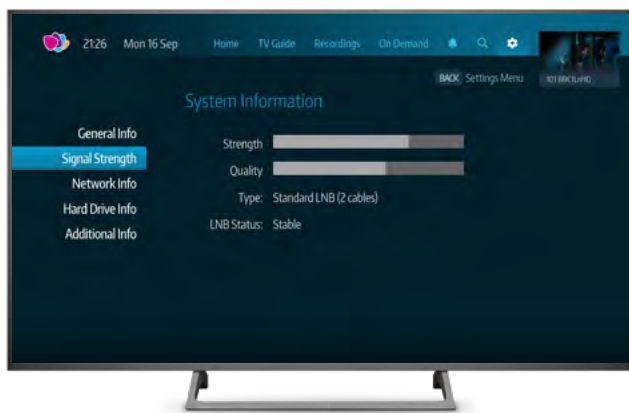 21:26 Mon 16 Sep Home TV Guide Recordings On Demand
BACK Settings Menu
System Information
General Info
Signal Strength
Network Info
Hard Drive Info
Additional Info
Strength
Quality
Type: Standard LNB (2 cables)
LNB Status: Stable